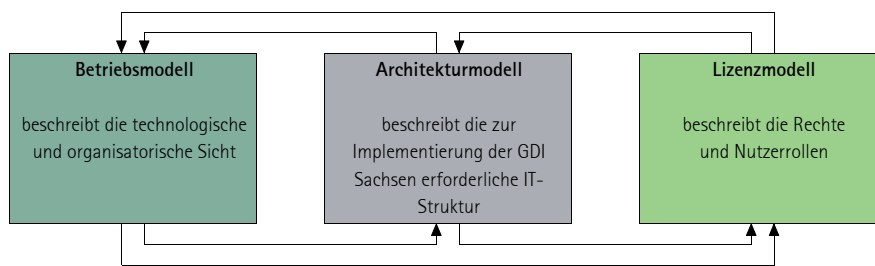 Betriebsmodell
beschreibt die technologische
und organisatorische Sicht
Architekturmodell
beschreibt die zur
Implementierung der GDI
Sachsen erforderliche IT-
Struktur
Lizenzmodell
beschreibt die Rechte
und Nutzerrollen